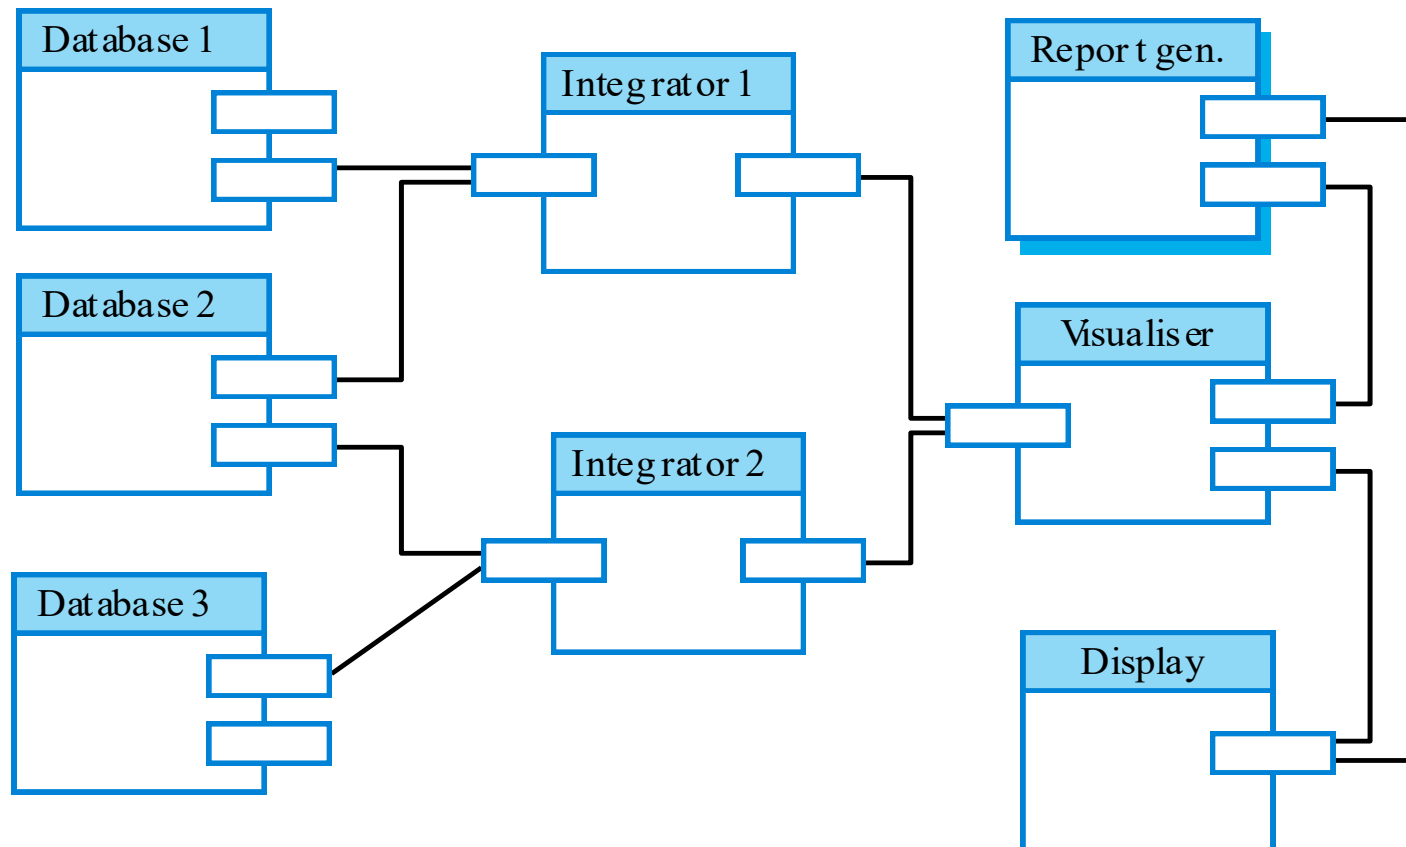 Database 1
Integrator 1
Report gen.
Database 2
Visualiser
Integrator 2
Database 3
Display